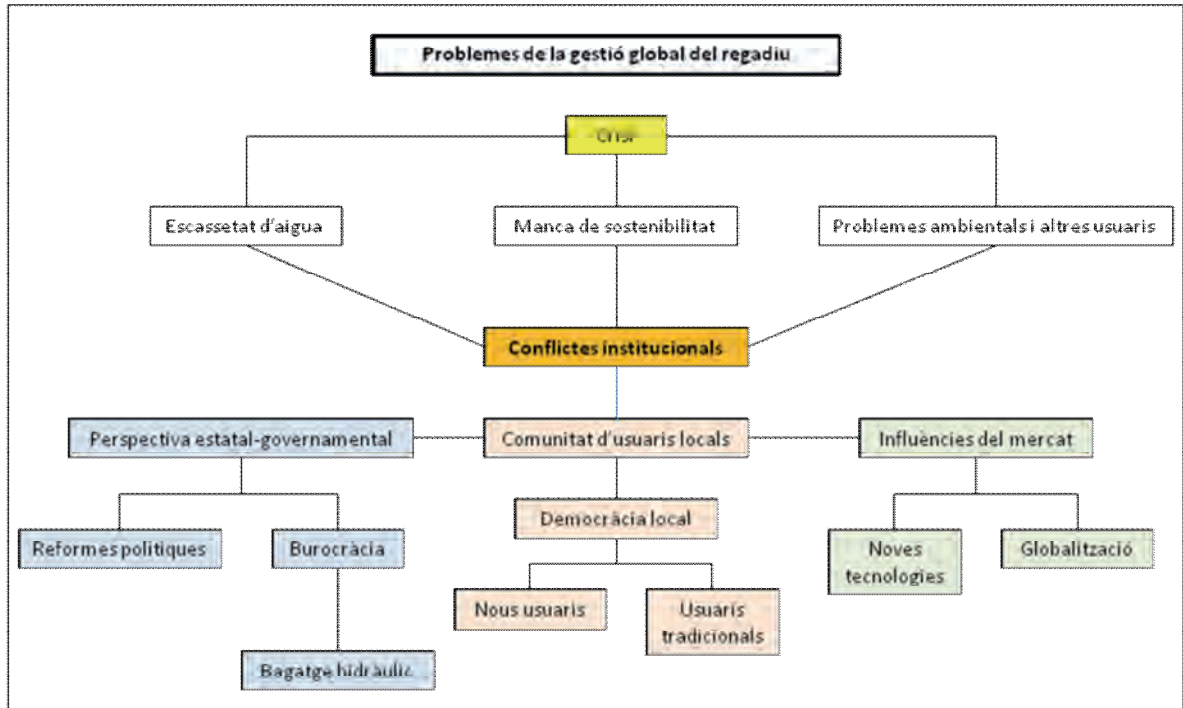 Problemes de la gestió global del regadiu
Crisi
Escassetat d'aigua
Manca de sostenibilitat
Problemes ambientals i altres usuaris
Conflictes institucionals
Perspectiva estatal-governamental
Comunitat d'usuaris locals
Influències del mercat
Democràcia local
Reformes polítiques
Burocràcia
Noves
tecnologies
Globalització
Nous usuaris
Usuaris
tradicionals
Bagatge hidràulic